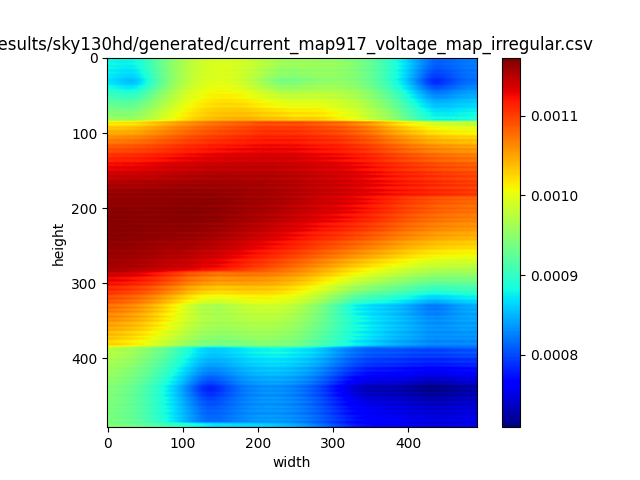 esults/sky130hd/generated/current_map917_voltage_map_irregular.csv
0
100
200
300
400
height
0 100 200 300 400
width
0.0011
0.0010
0.0009
0.0008